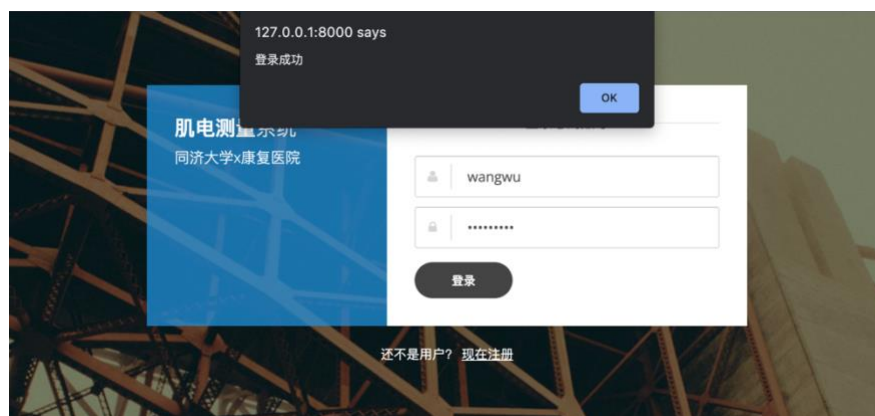 127.0.0.1:8000 says
登录成功
OK
肌电测量系统
同济大学x康复医院
wangwu
•••••••••
登录
还不是用户? 现在注册